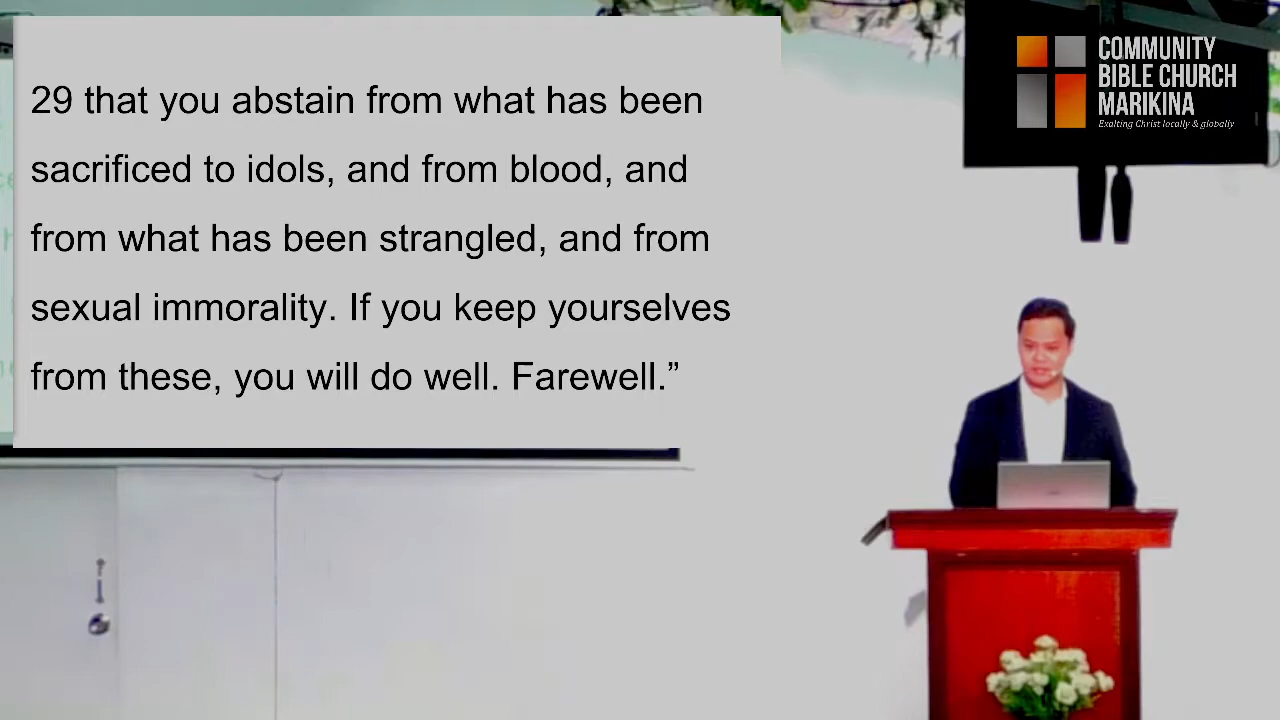 29 that you abstain from what has been
sacrificed to idols, and from blood, and
from what has been strangled, and from
sexual immorality. If you keep yourselves
from these, you will do well. Farewell.”
COMMUNITY
BIBLE CHURCH
MARIKINA
Exalting Christ locally & globally